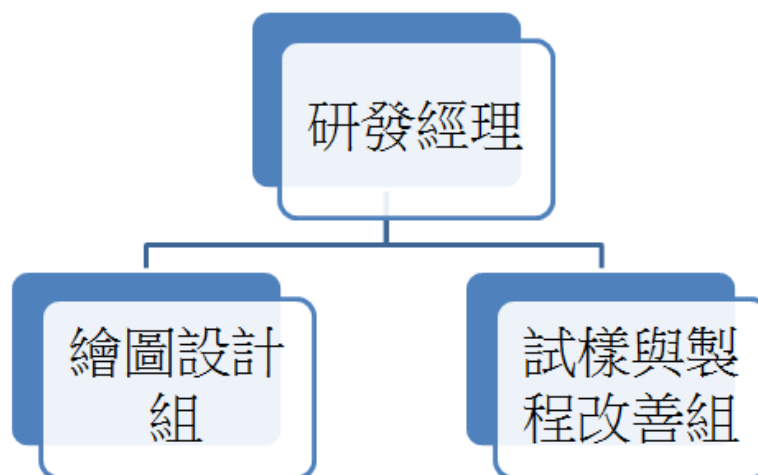 研發經理
繪圖設計
組
試樣與製
程改善組